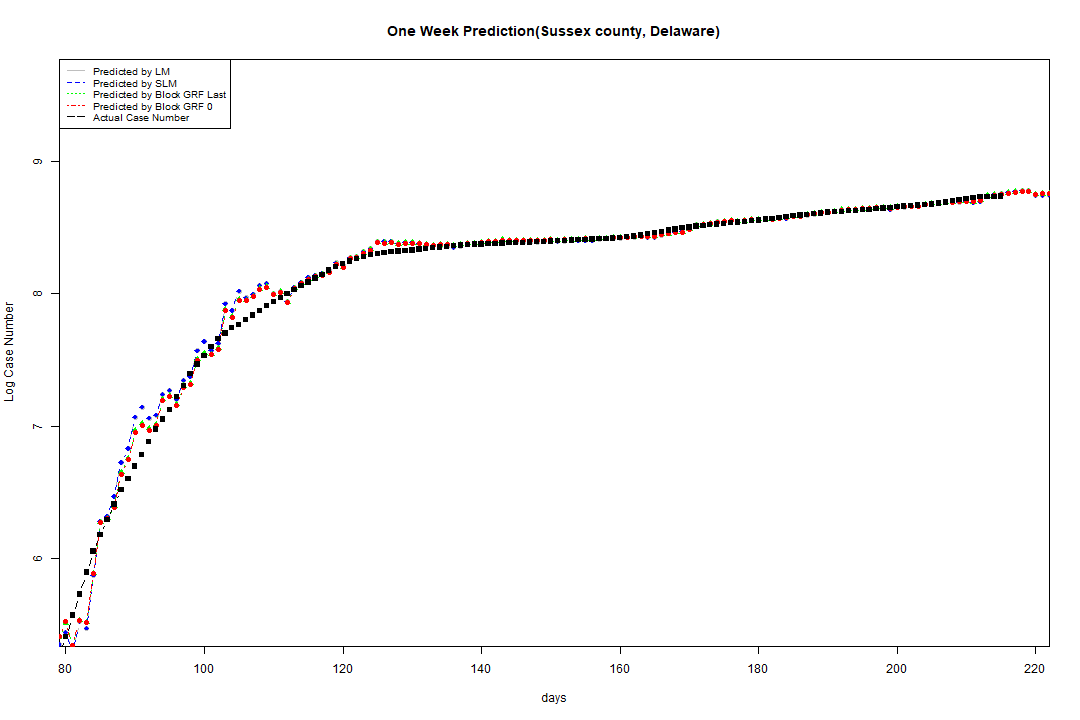 One Week Prediction(Sussex county, Delaware)
Predicted by LM
Predicted by SLM
Predicted by Block GRF Last
Predicted by Block GRF 0
Actual Case Number
9
8
7
6
Log Case Number
80 100 120 140 160 180 200 220
days